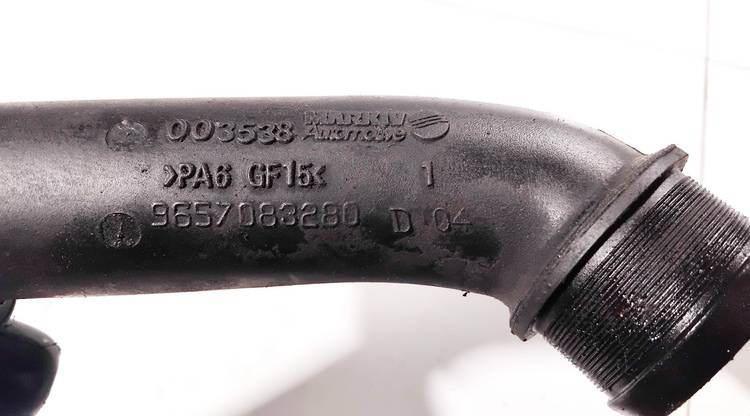 003538 MARK IV Automotive
>PA6 GF15< 1
9657083280 D 04